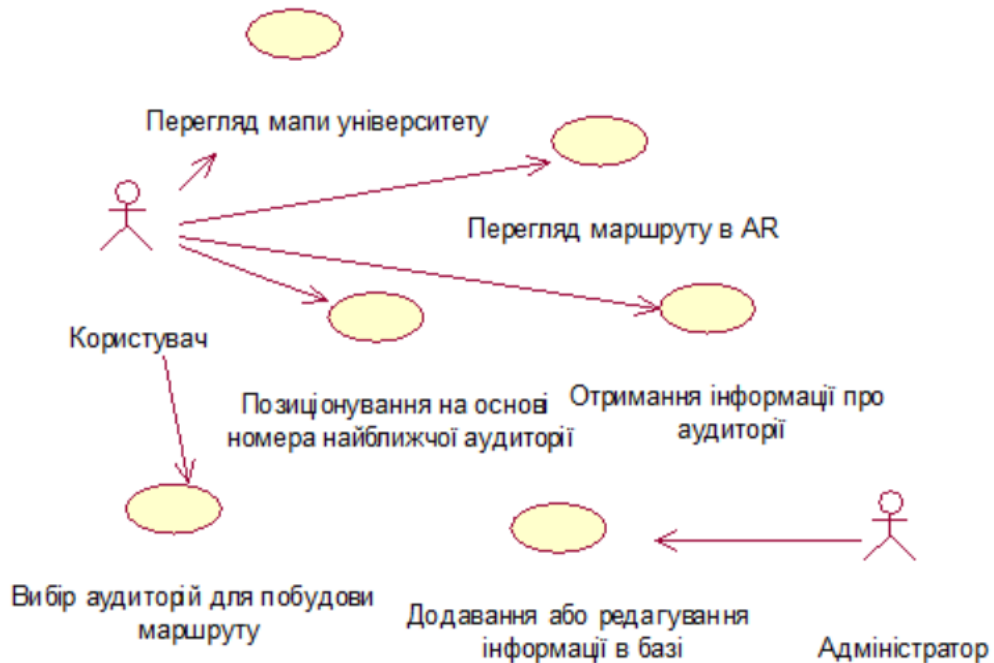 Перегляд мапи університету
Перегляд маршруту в AR
Користувач
Позиціонування на основі
номера найближчої аудиторії
Отримання інформації про
аудиторії
Вибір аудиторій для побудови
маршруту
Додавання або редагування
інформації в базі
Адміністратор